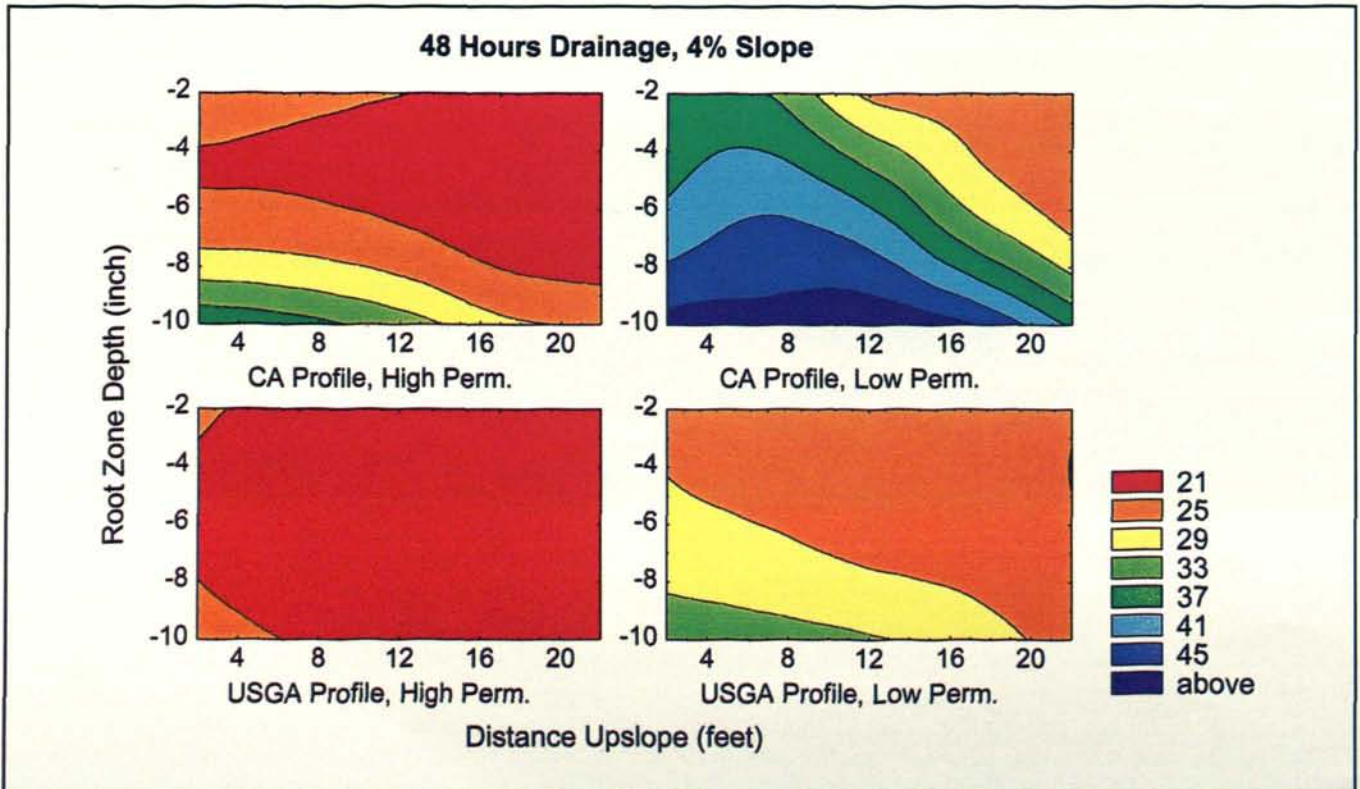 48 Hours Drainage, 4% Slope
Root Zone Depth (inch)
-2
-4
-6
-8
-10
4 8 12 16 20
CA Profile, High Perm.
-2
-4
-6
-8
-10
4 8 12 16 20
CA Profile, Low Perm.
-2
-4
-6
-8
-10
4 8 12 16 20
USGA Profile, High Perm.
-2
-4
-6
-8
-10
4 8 12 16 20
USGA Profile, Low Perm.
Distance Upslope (feet)
21
25
29
33
37
41
45
above